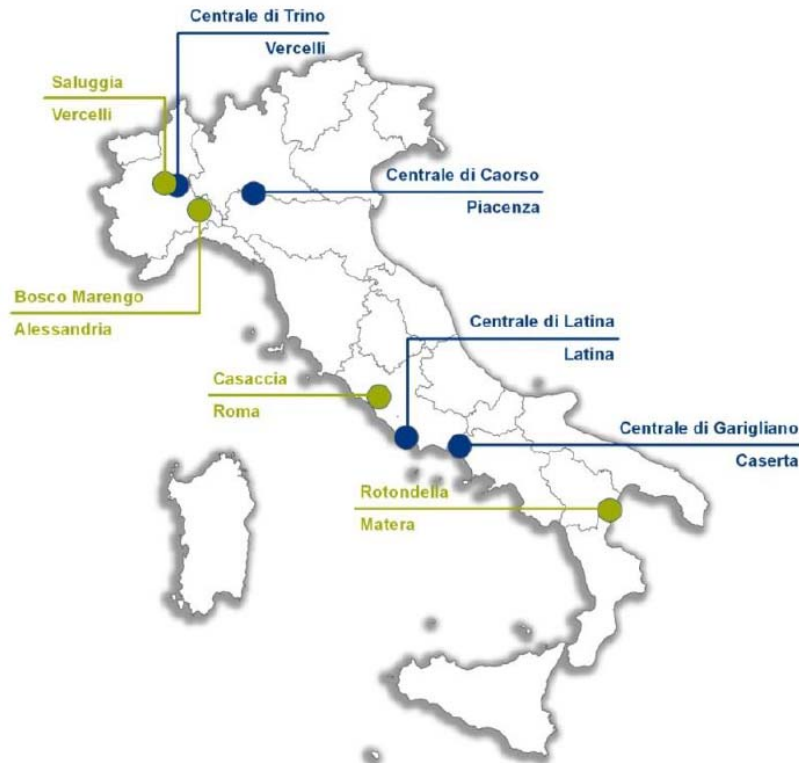 Centrale di Trino
Vercelli
Saluggia
Vercelli
Centrale di Caorso
Piacenza
Bosco Marengo
Alessandria
Centrale di Latina
Latina
Casaccia
Roma
Centrale di Garigliano
Caserta
Rotondella
Matera